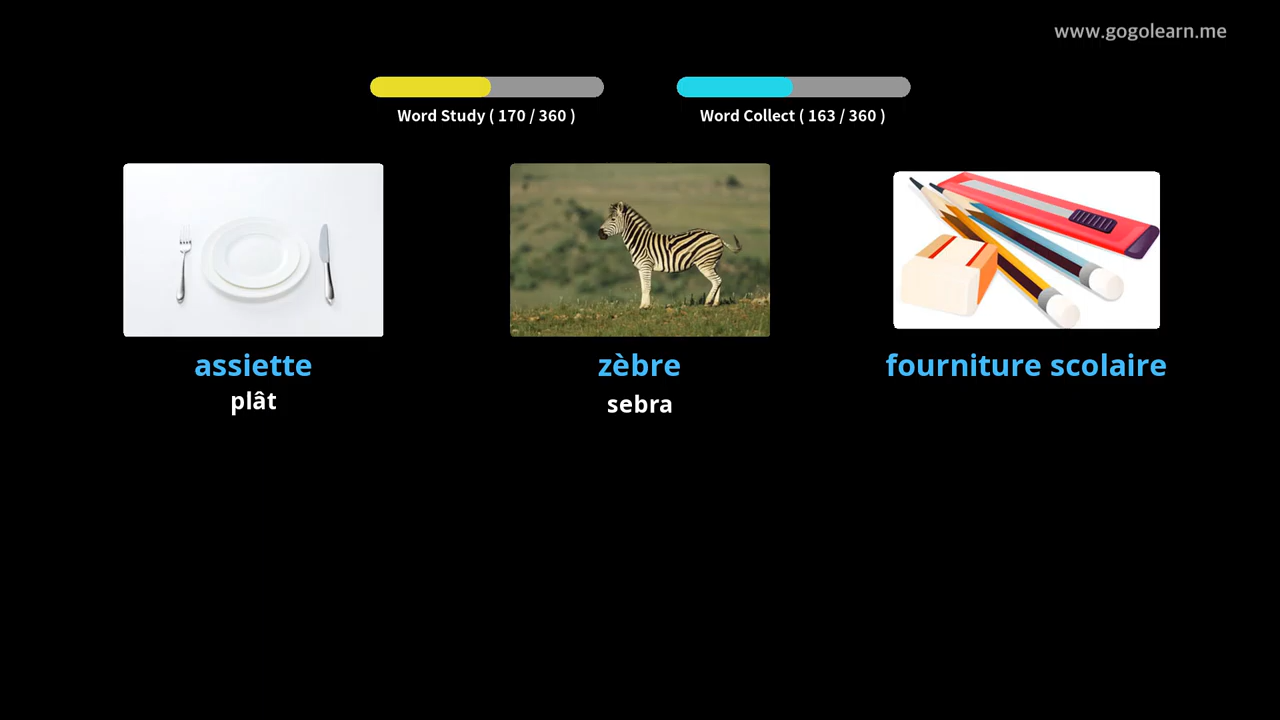 www.gogolearn.me
Word Study ( 170 / 360 )
Word Collect ( 163 / 360 )
assiette
plât
zèbre
sebra
fourniture scolaire